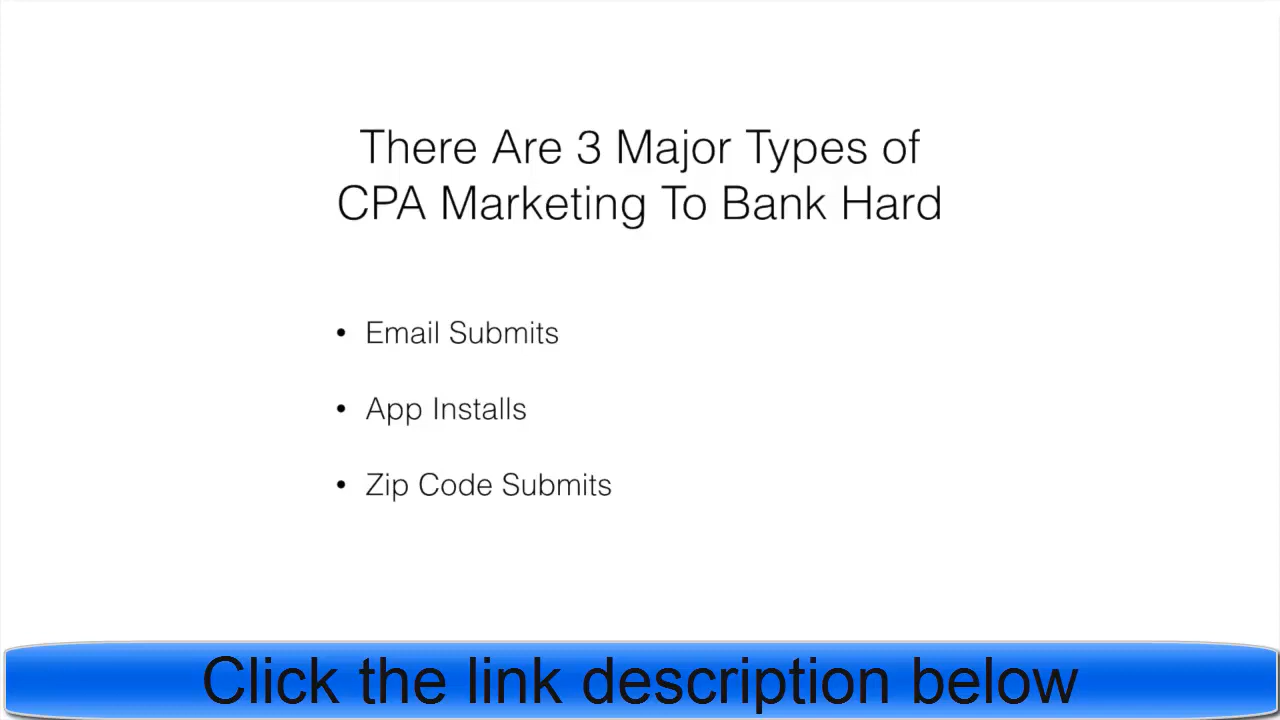 There Are 3 Major Types of
CPA Marketing To Bank Hard
• Email Submits
• App Installs
• Zip Code Submits
Click the link description below